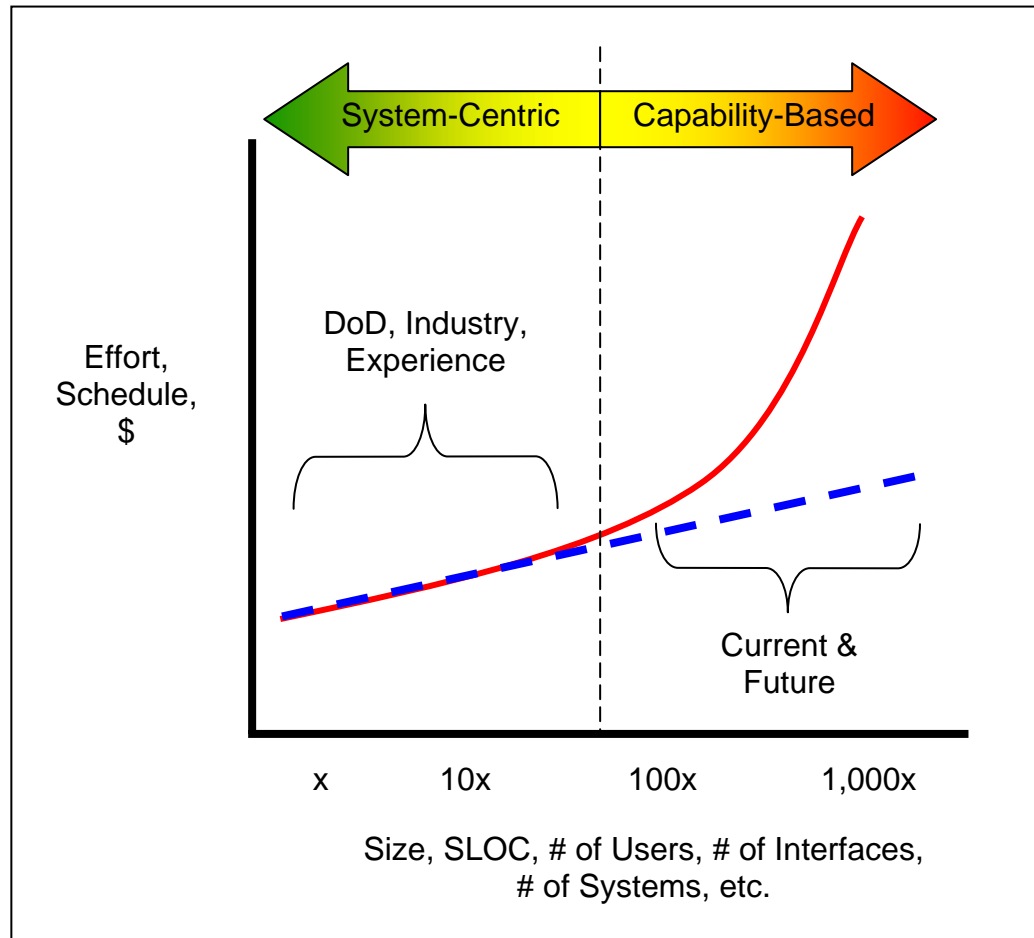 System-Centric
Capability-Based
DoD, Industry,
Experience
Effort,
Schedule,
$
Current &
Future
x
10x
100x
1,000x
Size, SLOC, # of Users, # of Interfaces,
# of Systems, etc.